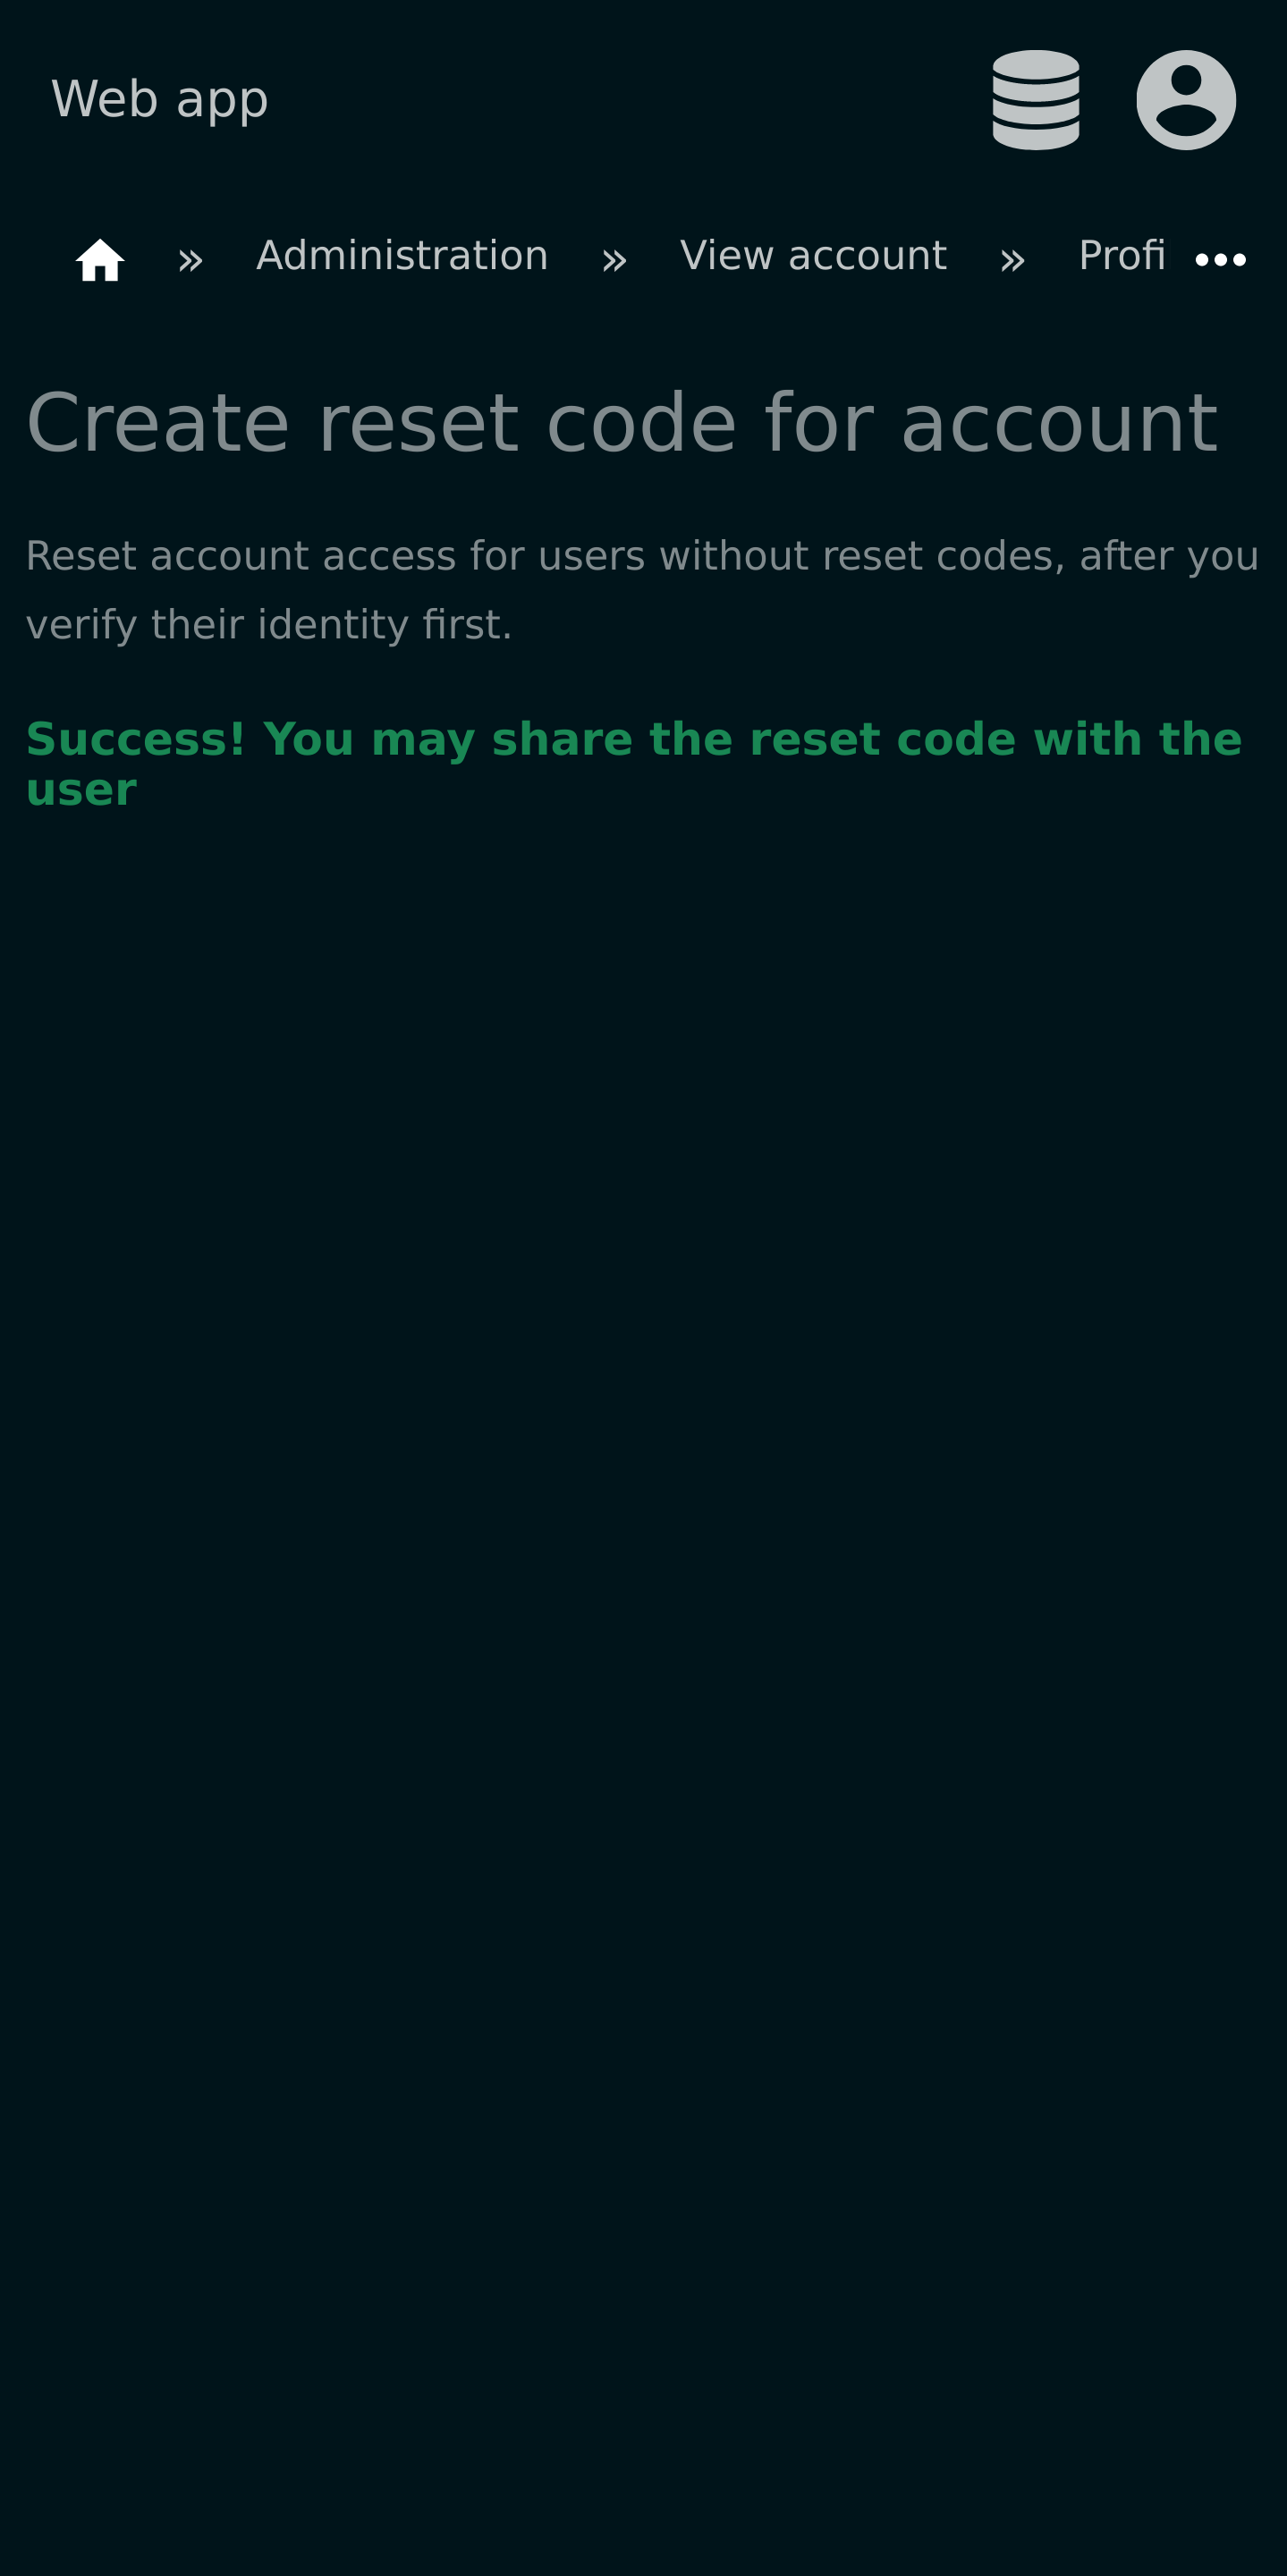 Web app
» Administration » View account » Profi
Create reset code for account
Reset account access for users without reset codes, after you
verify their identity first.
Success! You may share the reset code with the
user